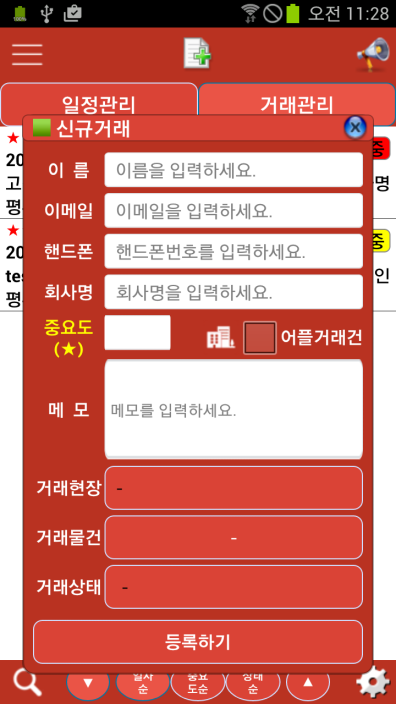 오전 11:28
일정관리 거래관리
신규거래
★
20
고 명
평
★
20 중
tes 인
평
이 름 이름을 입력하세요.
이메일 이메일을 입력하세요.
핸드폰 핸드폰번호를 입력하세요.
회사명 회사명을 입력하세요.
중요도
(★)
어플거래건
메 모 메모를 입력하세요.
거래현장 -
거래물건 -
거래상태 -
등록하기
▼ 일자
순 중요
도순 상태
순 ▲